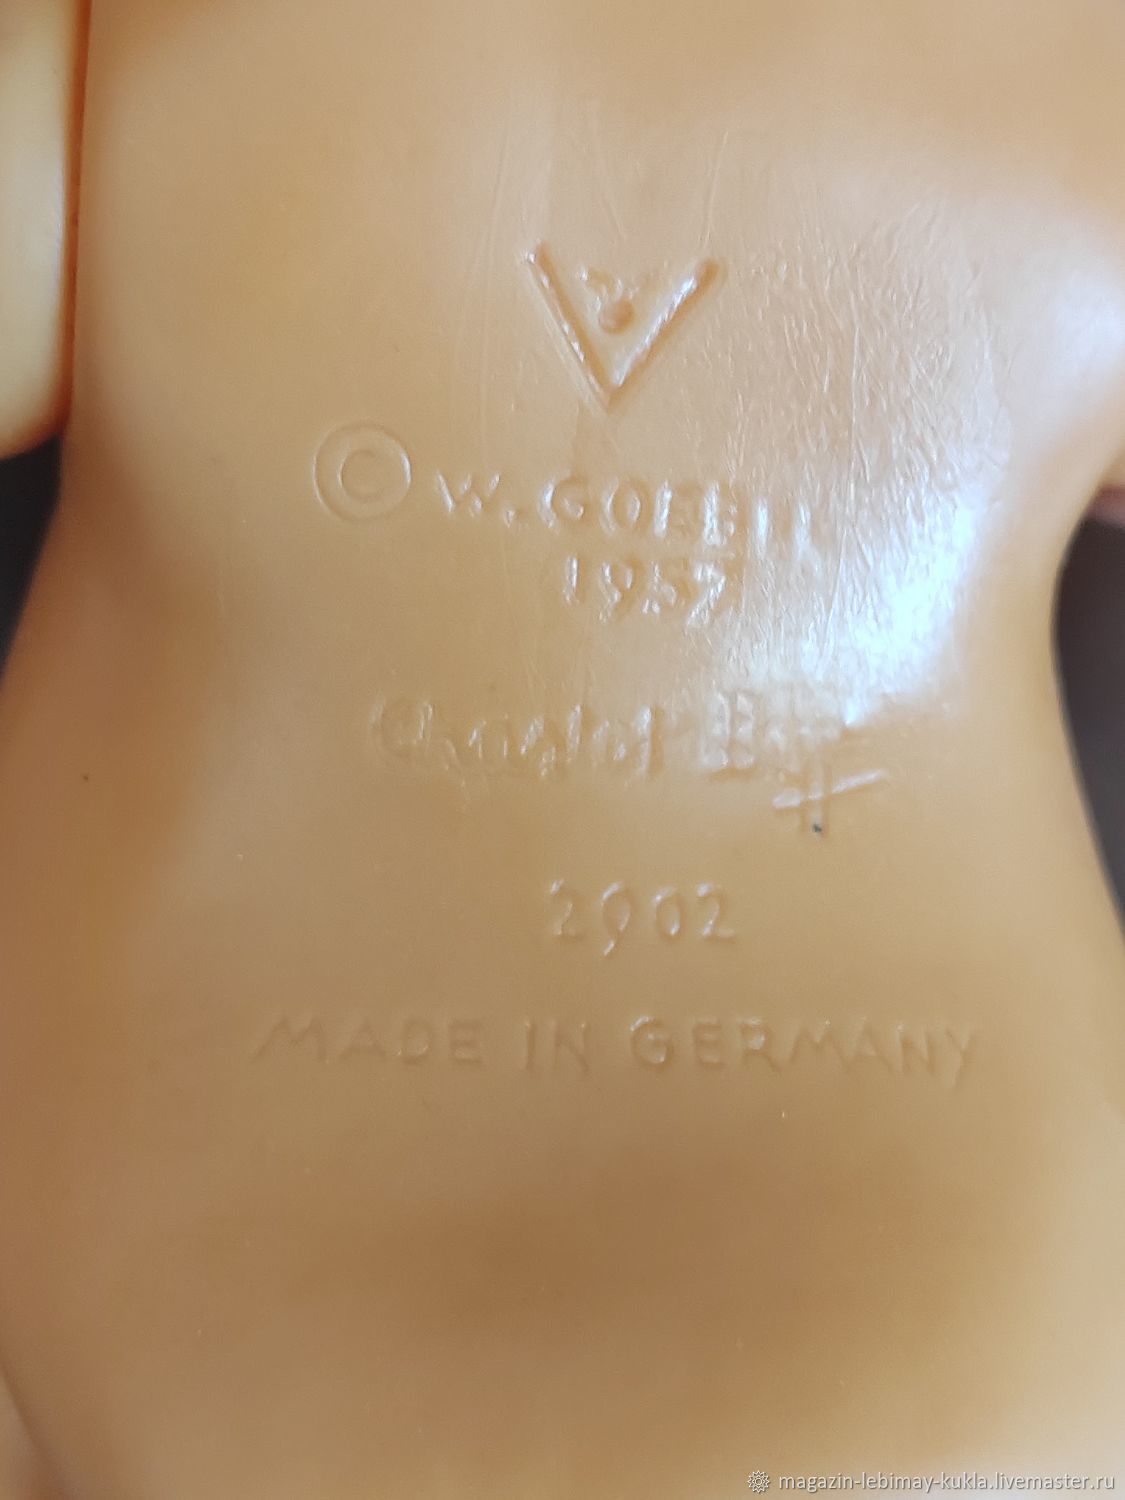 © W. GOEBEL
1957
2902
MADE IN GERMANY
magazin-lebimay-kukla.livemaster.ru